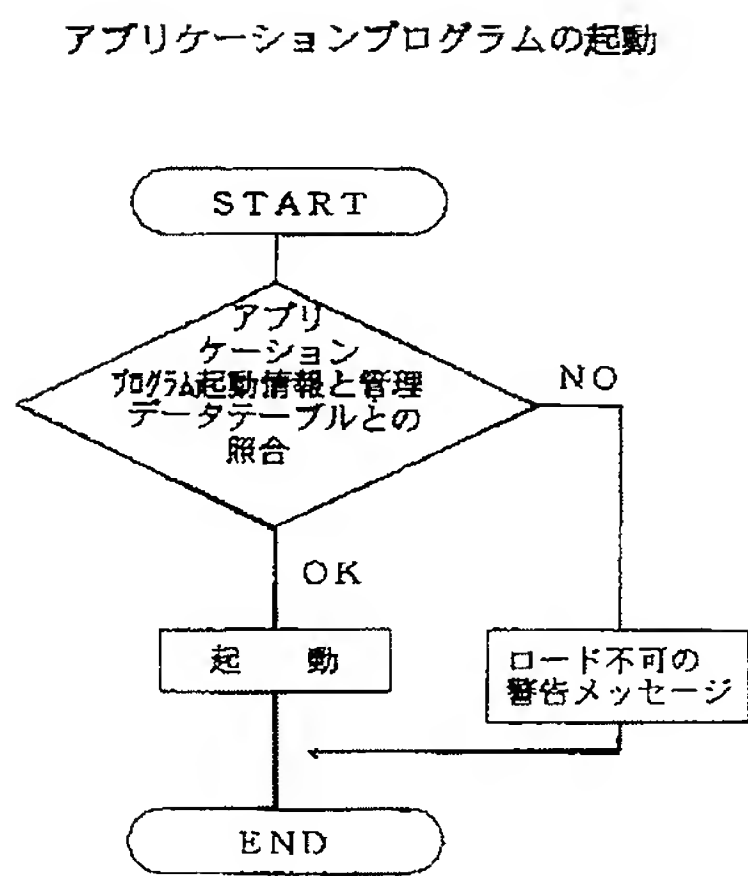 アプリケーションプログラムの起動
START
アプリ
ケーション
プログラム起動情報と管理
データテーブルとの
照合
NO
OK
起 動
ロード不可の
警告メッセージ
END